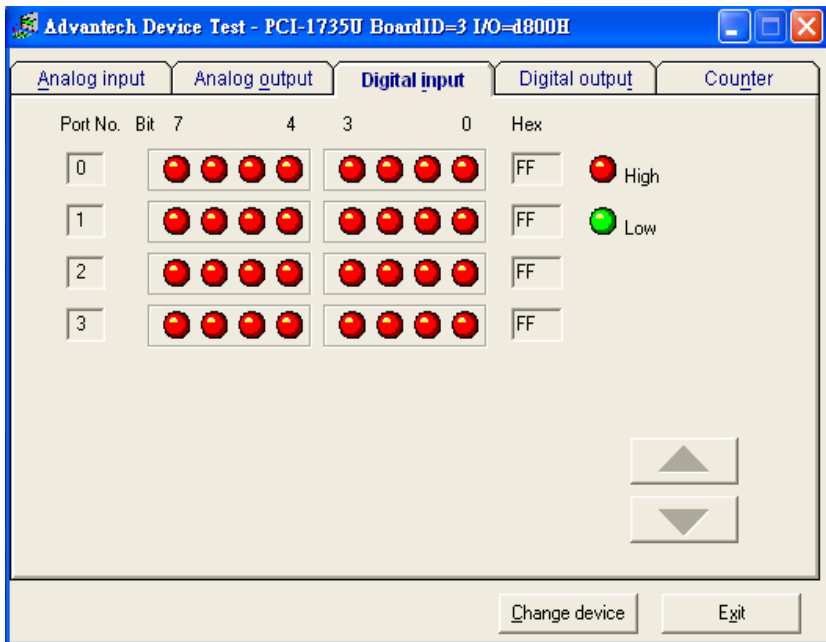 Advantech Device Test - PCI-1735U BoardID=3 I/O=d800H
Analog input Analog output Digital input Digital output Counter
Port No. Bit 7 4 3 0 Hex
0 FF High
1 FF Low
2 FF
3 FF
Change device Exit